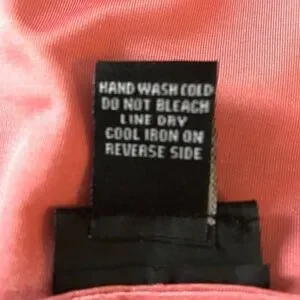 HAND WASH COLD
DO NOT BLEACH
LINE DRY
COOL IRON ON
REVERSE SIDE